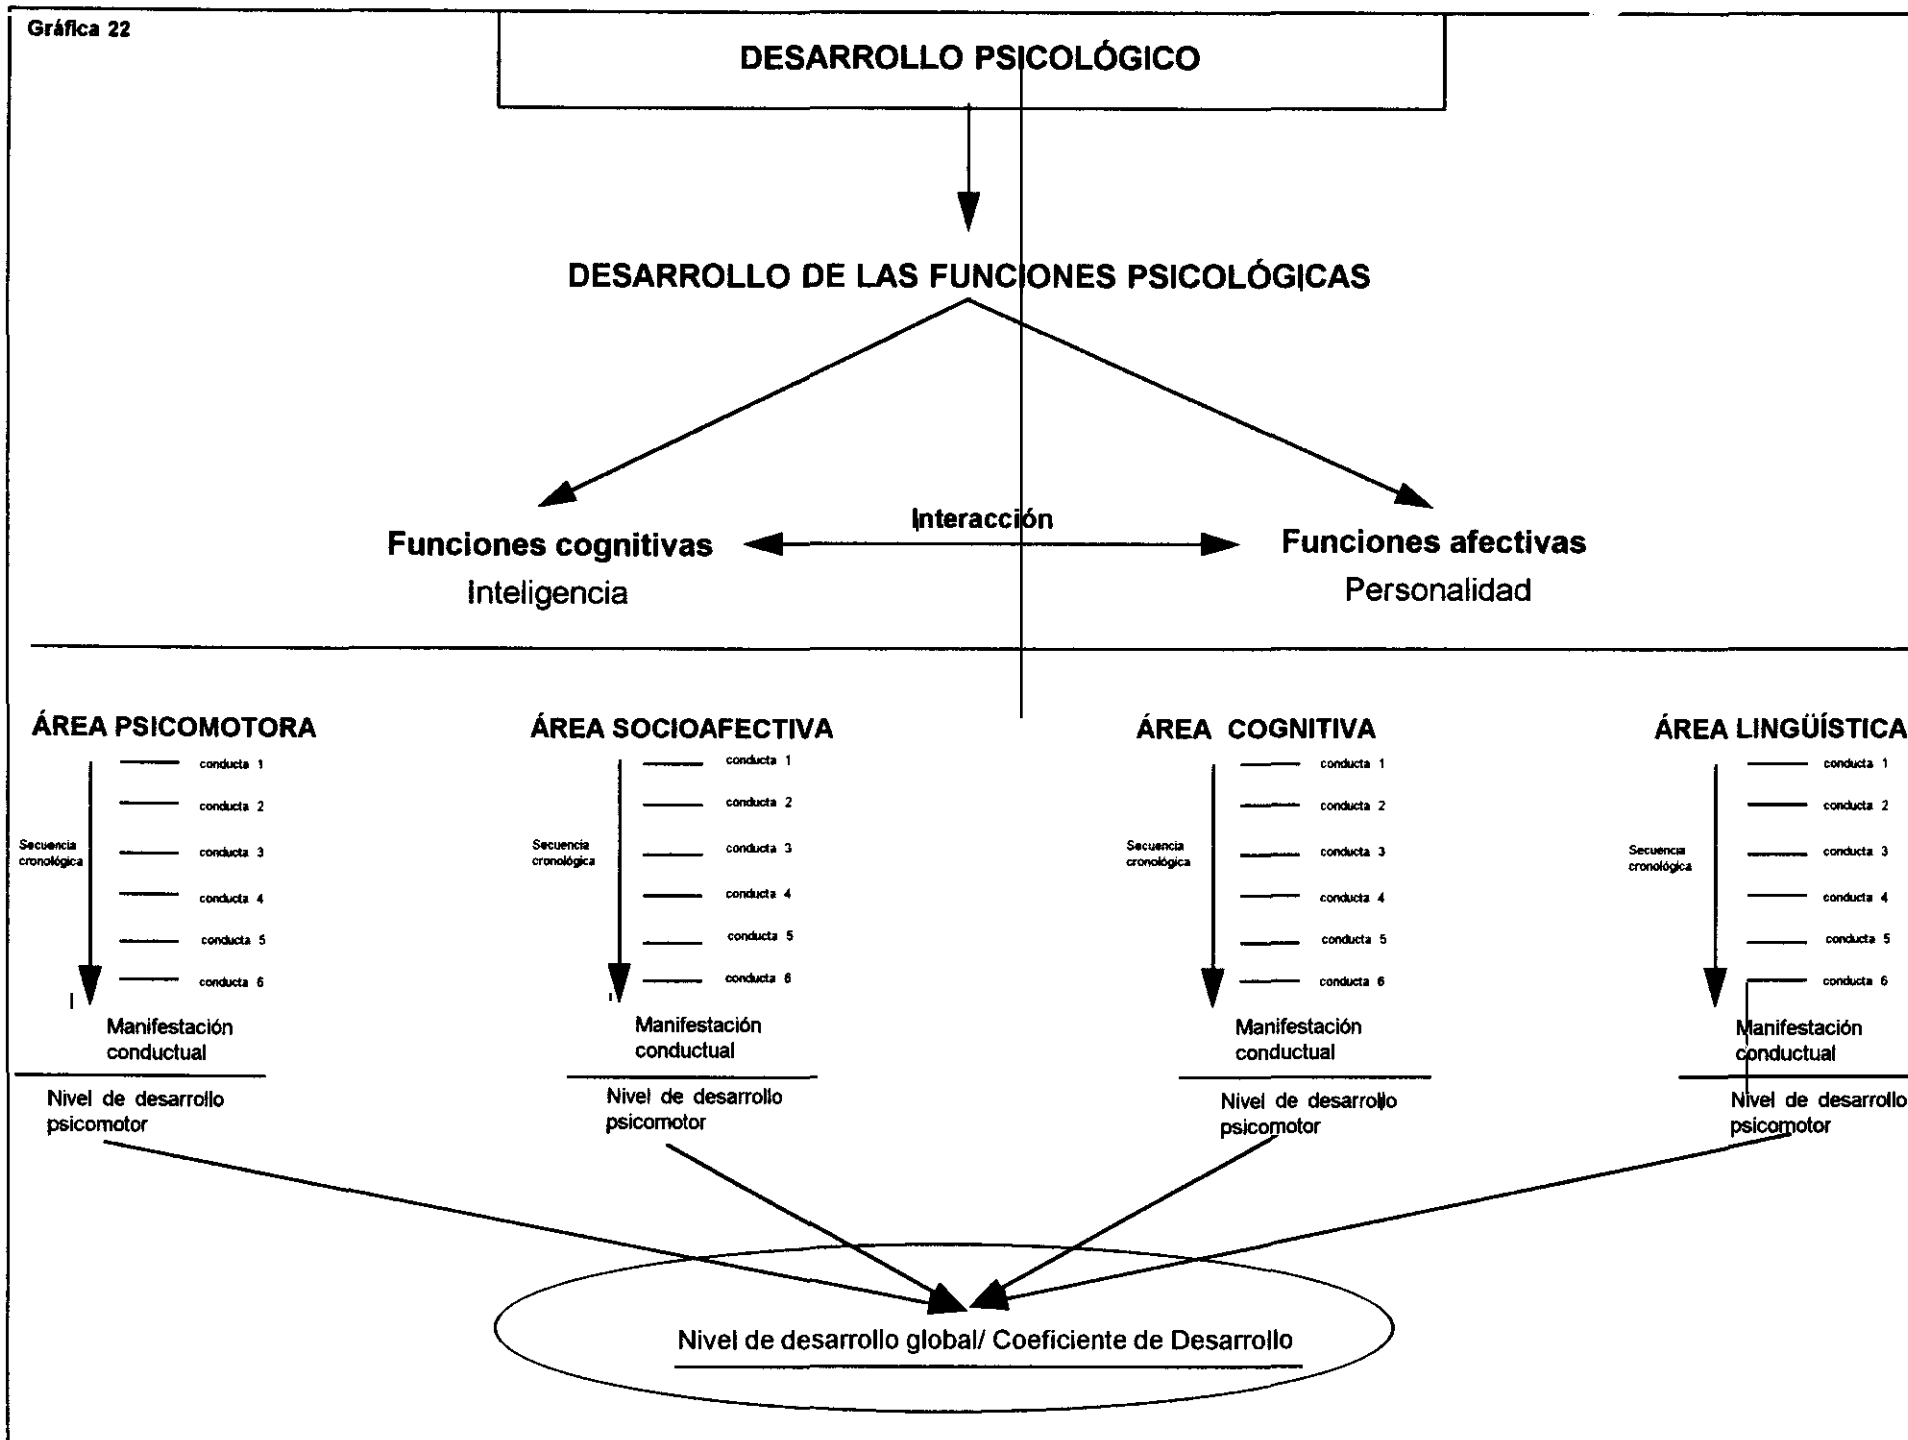 Gráfica 22
DESARROLLO PSICOLÓGICO
DESARROLLO DE LAS FUNCIONES PSICOLÓGICAS
Interacción
Funciones cognitivas
Inteligencia
Funciones afectivas
Personalidad
ÁREA PSICOMOTORA
conducta 1
conducta 2
Secuencia
cronológica
conducta 3
conducta 4
conducta 5
conducta 6
Manifestación
conductual
Nivel de desarrollo
psicomotor
ÁREA SOCIOAFECTIVA
conducta 1
conducta 2
Secuencia
cronológica
conducta 3
conducta 4
conducta 5
conducta 6
Manifestación
conductual
Nivel de desarrollo
psicomotor
ÁREA COGNITIVA
conducta 1
conducta 2
Secuencia
cronológica
conducta 3
conducta 4
conducta 5
conducta 6
Manifestación
conductual
Nivel de desarrollo
psicomotor
ÁREA LINGÜÍSTICA
conducta 1
conducta 2
Secuencia
cronológica
conducta 3
conducta 4
conducta 5
conducta 6
Manifestación
conductual
Nivel de desarrollo
psicomotor
Nivel de desarrollo global/ Coeficiente de Desarrollo